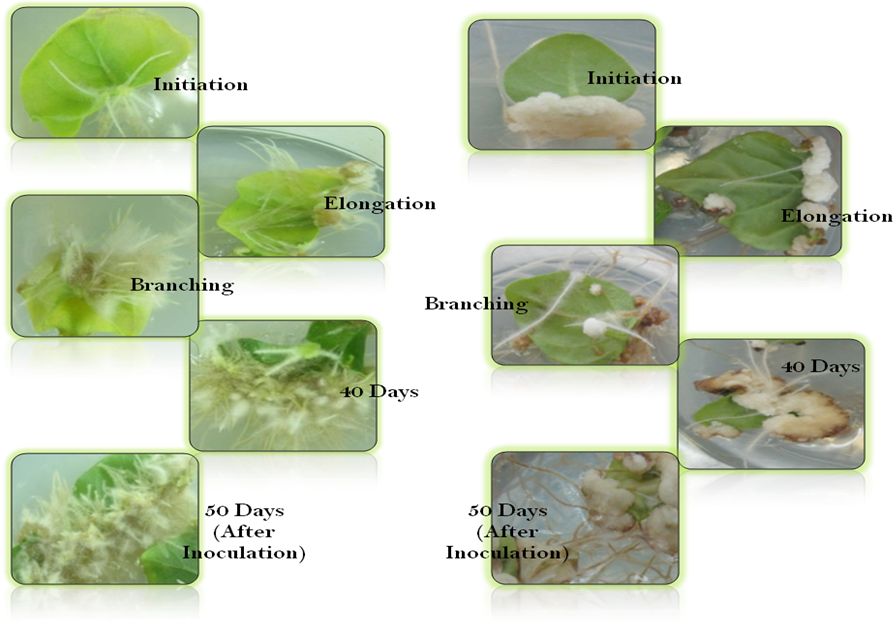 Initiation
Elongation
Branching
40 Days
50 Days
(After
Inoculation)
Initiation
Elongation
Branching
40 Days
50 Days
(After
Inoculation)